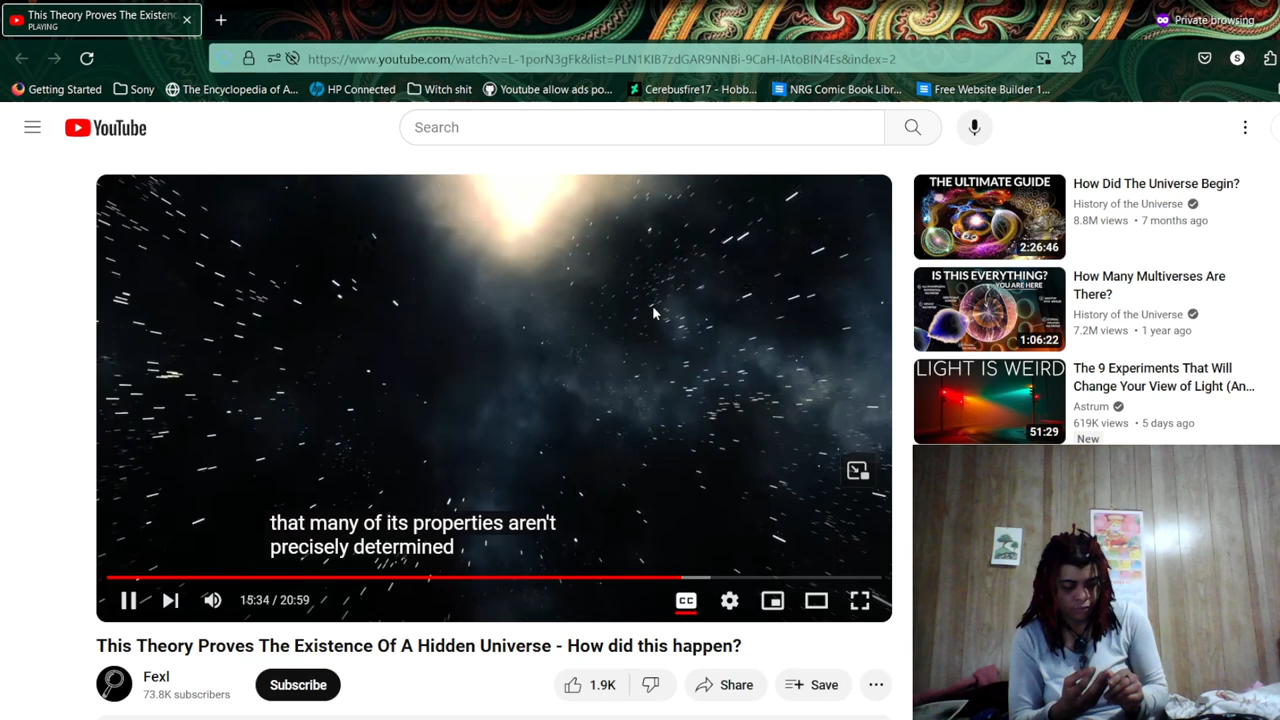 This Theory Proves The Existenc
PLAYING
Private browsing
https://www.youtube.com/watch?v=L-1porN3gFk&list=PLN1KIB7zdGAR9NNBi-9CaH-lAtoBIN4Es&index=2
S
Getting Started
Sony
The Encyclopedia of A...
HP Connected
Witch shit
Youtube allow ads po...
Cerebusfire17 - Hobb...
NRG Comic Book Libr...
Free Website Builder 1...
YouTube
Search
that many of its properties aren't
precisely determined
15:34 / 20:59
CC
This Theory Proves The Existence Of A Hidden Universe - How did this happen?
Fexl
73.8K subscribers
Subscribe
1.9K
Share
Save
THE ULTIMATE GUIDE
2:26:46
How Did The Universe Begin?
History of the Universe
8.8M views • 7 months ago
IS THIS EVERYTHING?
YOU ARE HERE
1:06:22
How Many Multiverses Are
There?
History of the Universe
7.2M views • 1 year ago
LIGHT IS WEIRD
51:29
The 9 Experiments That Will
Change Your View of Light (An...
Astrum
619K views • 5 days ago
New